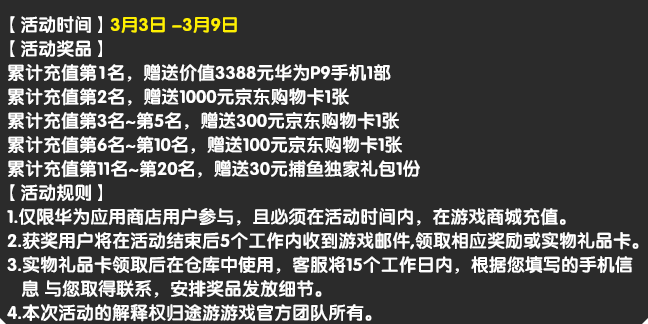 【活动时间】3月3日 –3月9日
【活动奖品】
累计充值第1名，赠送价值3388元华为P9手机1部
累计充值第2名，赠送1000元京东购物卡1张
累计充值第3名~第5名，赠送300元京东购物卡1张
累计充值第6名~第10名，赠送100元京东购物卡1张
累计充值第11名~第20名，赠送30元捕鱼独家礼包1份
【活动规则】
1.仅限华为应用商店用户参与，且必须在活动时间内，在游戏商城充值。
2.获奖用户将在活动结束后5个工作内收到游戏邮件,领取相应奖励或实物礼品卡。
3.实物礼品卡领取后在仓库中使用，客服将15个工作日内，根据您填写的手机信
息 与您取得联系，安排奖品发放细节。
4.本次活动的解释权归途游游戏官方团队所有。